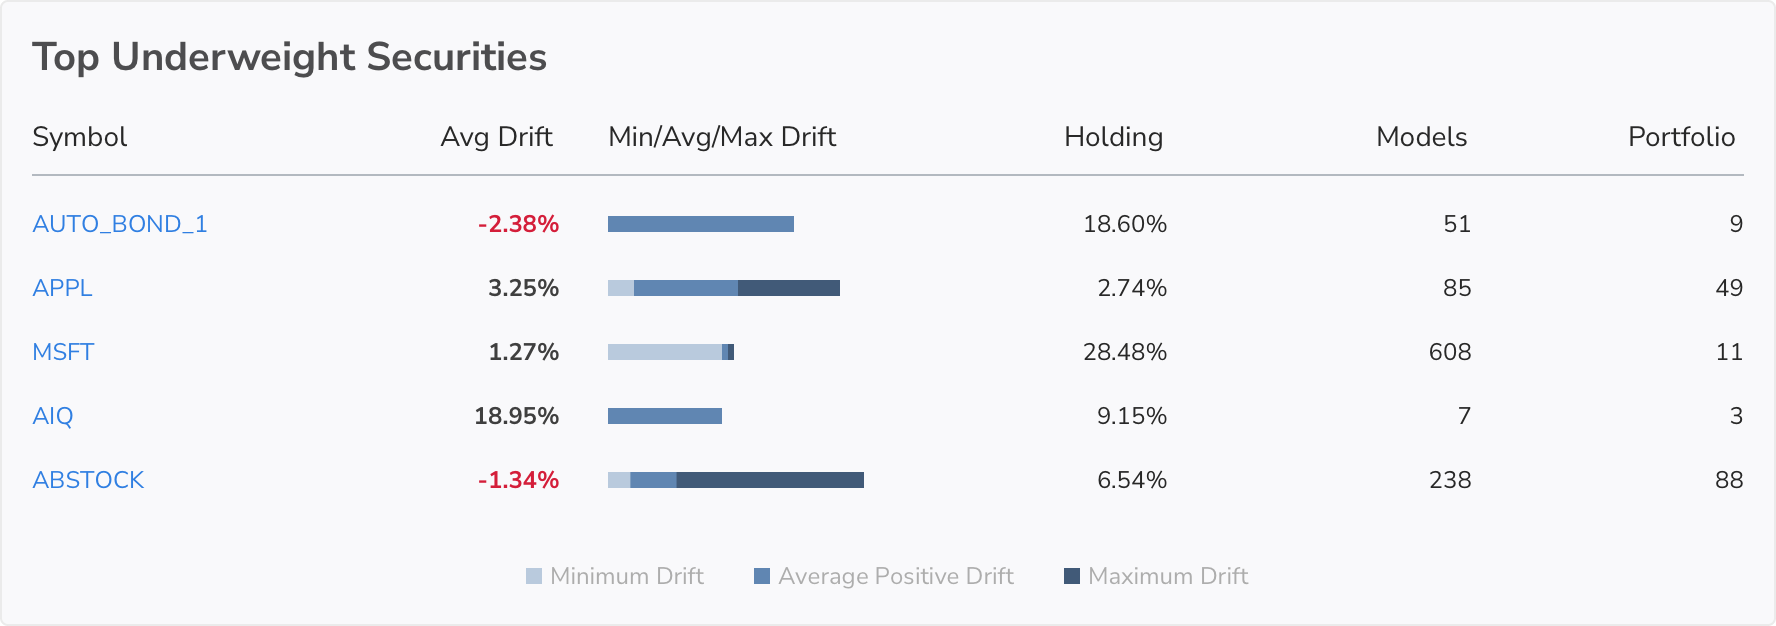 Top Underweight Securities
Symbol Avg Drift Min/Avg/Max Drift Holding Models Portfolio
AUTO_BOND_1 -2.38% 18.60% 51 9
APPL 3.25% 2.74% 85 49
MSFT 1.27% 28.48% 608 11
AIQ 18.95% 9.15% 7 3
ABSTOCK -1.34% 6.54% 238 88
Minimum Drift Average Positive Drift Maximum Drift